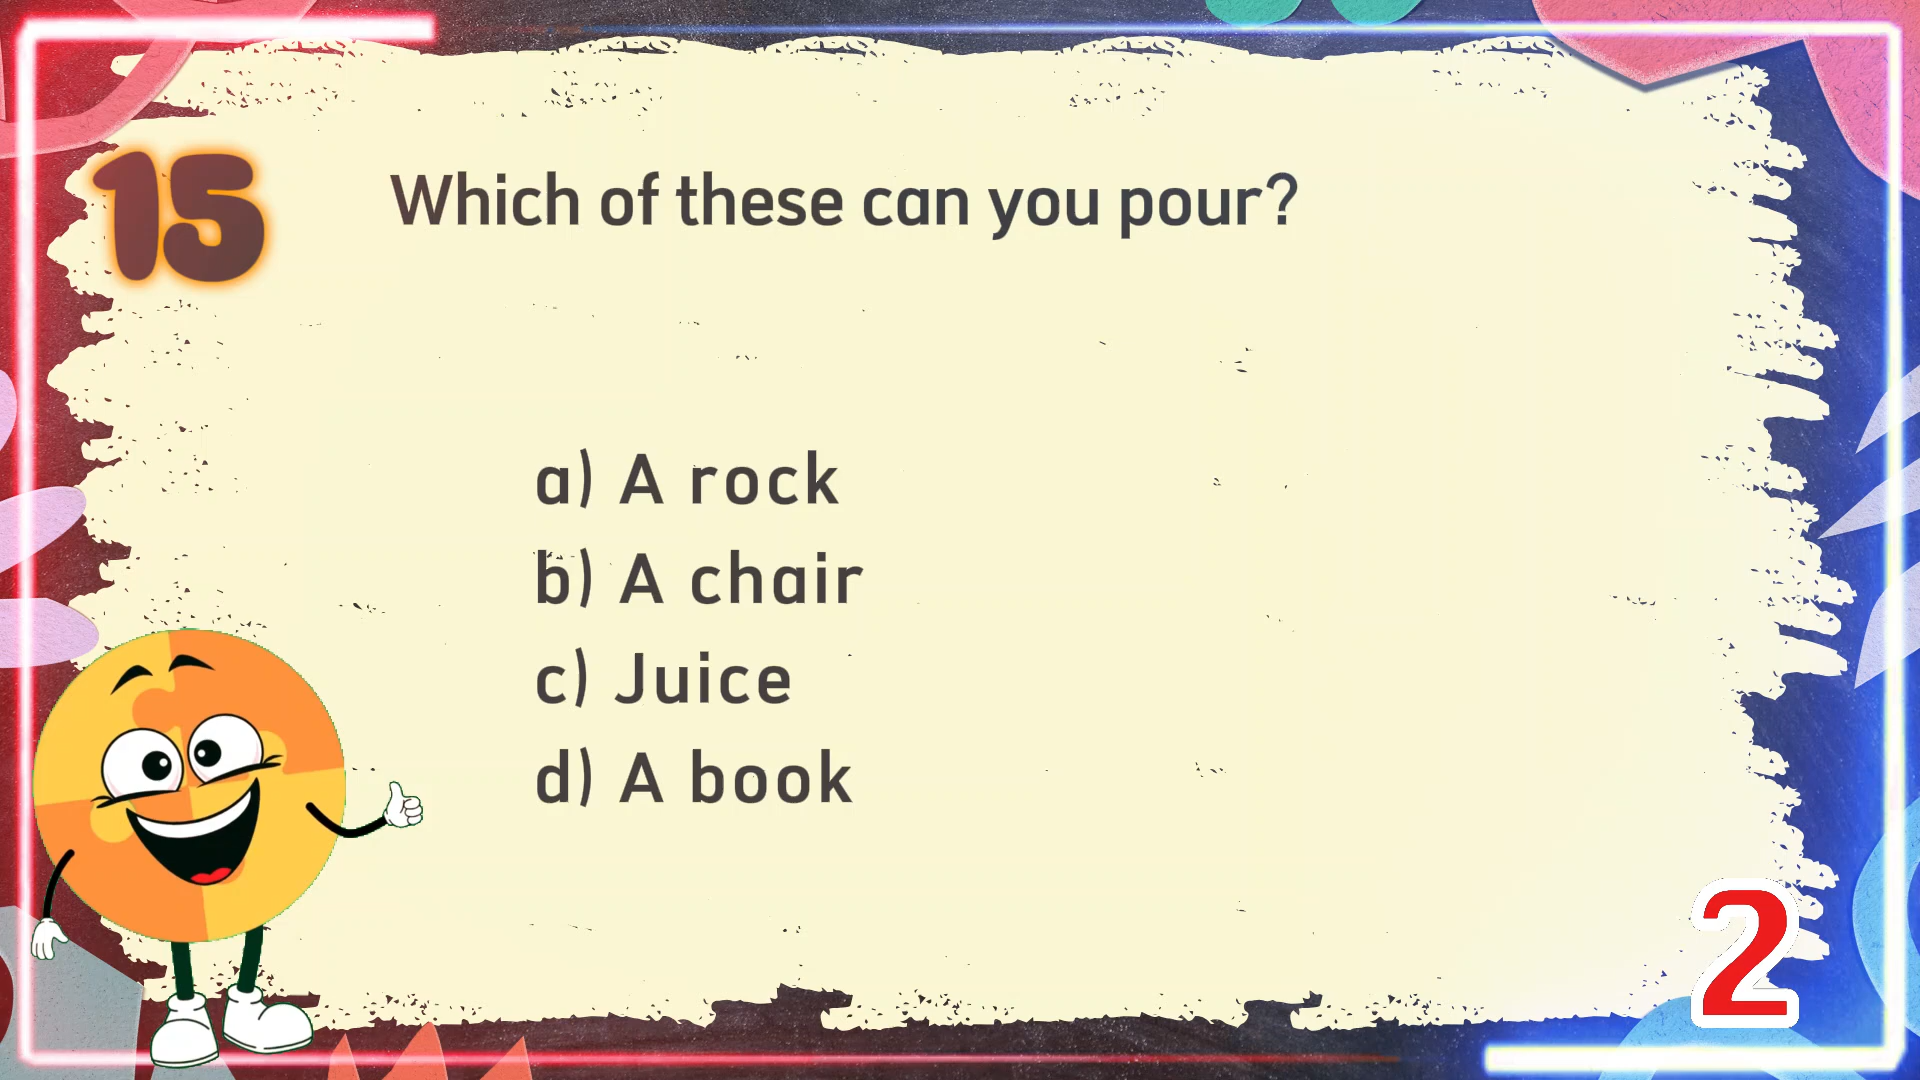 15
Which of these can you pour?
a) A rock
b) A chair
c) Juice
d) A book
2